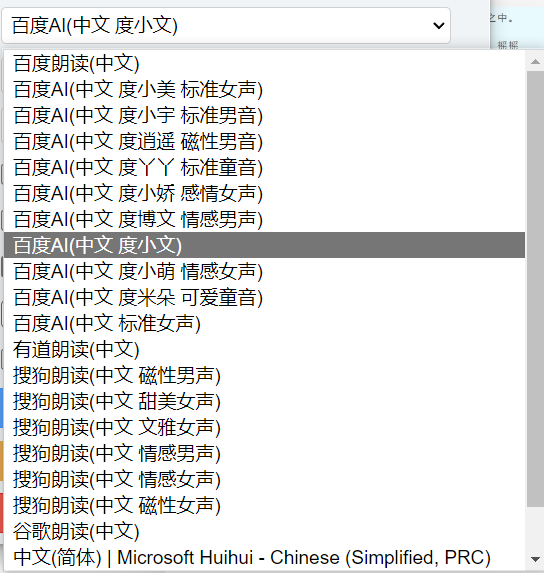 百度AI(中文 度小文)
之中。
摇摇
百度朗读(中文)
百度AI(中文 度小美 标准女声)
百度AI(中文 度小宇 标准男音)
百度AI(中文 度逍遥 磁性男音)
百度AI(中文 度丫丫 标准童音)
百度AI(中文 度小娇 感情女声)
百度AI(中文 度博文 情感男声)
百度AI(中文 度小文)
百度AI(中文 度小萌 情感女声)
百度AI(中文 度米朵 可爱童音)
百度AI(中文 标准女声)
有道朗读(中文)
搜狗朗读(中文 磁性男声)
搜狗朗读(中文 甜美女声)
搜狗朗读(中文 文雅女声)
搜狗朗读(中文 情感男声)
搜狗朗读(中文 情感女声)
搜狗朗读(中文 磁性女声)
谷歌朗读(中文)
中文(简体) | Microsoft Huihui - Chinese (Simplified, PRC)